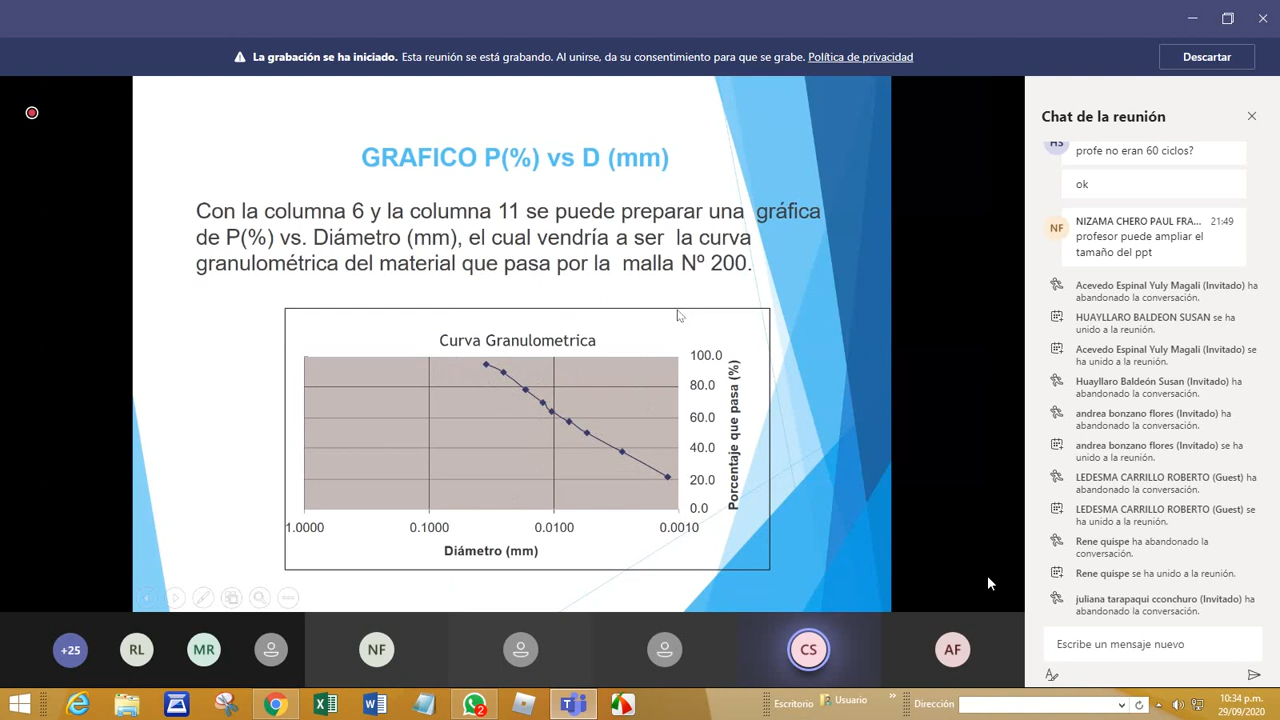 La grabación se ha iniciado. Esta reunión se está grabando. Al unirse, da su consentimiento para que se grabe. Política de privacidad
Descartar
GRAFICO P(%) vs D (mm)
Con la columna 6 y la columna 11 se puede preparar una gráfica
de P(%) vs. Diámetro (mm), el cual vendría a ser la curva
granulométrica del material que pasa por la malla Nº 200.
Curva Granulometrica
100.0
80.0
60.0
40.0
20.0
0.0
Porcentaje que pasa (%)
1.0000 0.1000 0.0100 0.0010
Diámetro (mm)
Chat de la reunión
HS
profe no eran 60 ciclos?
ok
NF
NIZAMA CHERO PAUL FRA... 21:49
profesor puede ampliar el
tamaño del ppt
Acevedo Espinal Yuly Magali (Invitado) ha
abandonado la conversación.
HUAYLLARO BALDEON SUSAN se ha
unido a la reunión.
Acevedo Espinal Yuly Magali (Invitado) se
ha unido a la reunión.
Huayllaro Baldeón Susan (Invitado) ha
abandonado la conversación.
andrea bonzano flores (Invitado) ha
abandonado la conversación.
andrea bonzano flores (Invitado) se ha
unido a la reunión.
LEDESMA CARRILLO ROBERTO (Guest) ha
abandonado la conversación.
LEDESMA CARRILLO ROBERTO (Guest) se
ha unido a la reunión.
Rene quispe ha abandonado la
conversación.
Rene quispe se ha unido a la reunión.
juliana tarapaqui cconchuro (Invitado) ha
abandonado la conversación.
Escribe un mensaje nuevo
+25 RL MR NF CS AF
Escritorio Usuario » Dirección
10:34 p.m.
29/09/2020